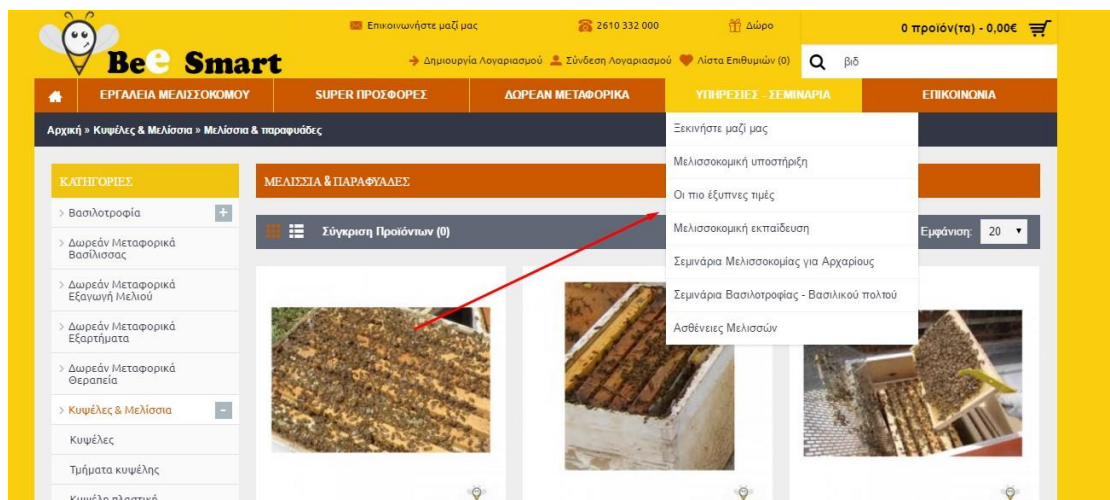 Επικοινωνήστε μαζί μας
2610 332 000
Δώρο
0 προϊόν(τα) - 0,00€
Bee Smart
Δημιουργία Λογαριασμού
Σύνδεση Λογαριασμού
Λίστα Επιθυμιών (0)
βιδ
ΕΡΓΑΛΕΙΑ ΜΕΛΙΣΣΟΚΟΜΟΥ
SUPER ΠΡΟΣΦΟΡΕΣ
ΔΩΡΕΑΝ ΜΕΤΑΦΟΡΙΚΑ
ΥΠΗΡΕΣΙΕΣ - ΣΕΜΙΝΑΡΙΑ
ΕΠΙΚΟΙΝΩΝΙΑ
Αρχική » Κυψέλες & Μελίσσια » Μελίσσια & παραφυάδες
Ξεκινήστε μαζί μας
Μελισσοκομική υποστήριξη
Οι πιο έξυπνες τιμές
Μελισσοκομική εκπαίδευση
Σεμινάρια Μελισσοκομίας για Αρχαρίους
Σεμινάρια Βασιλοτροφίας - Βασιλικού πολτού
Ασθένειες Μελισσών
ΚΑΤΗΓΟΡΙΕΣ
Βασιλοτροφία
Δωρεάν Μεταφορικά
Βασίλισσας
Δωρεάν Μεταφορικά
Εξαγωγή Μελιού
Δωρεάν Μεταφορικά
Εξαρτήματα
Δωρεάν Μεταφορικά
Θεραπεία
Κυψέλες & Μελίσσια
Κυψέλες
Τμήματα κυψέλης
Κυψέλη πλαστική
ΜΕΛΙΣΣΙΑ & ΠΑΡΑΦΥΑΔΕΣ
Σύγκριση Προϊόντων (0)
Εμφάνιση:
20